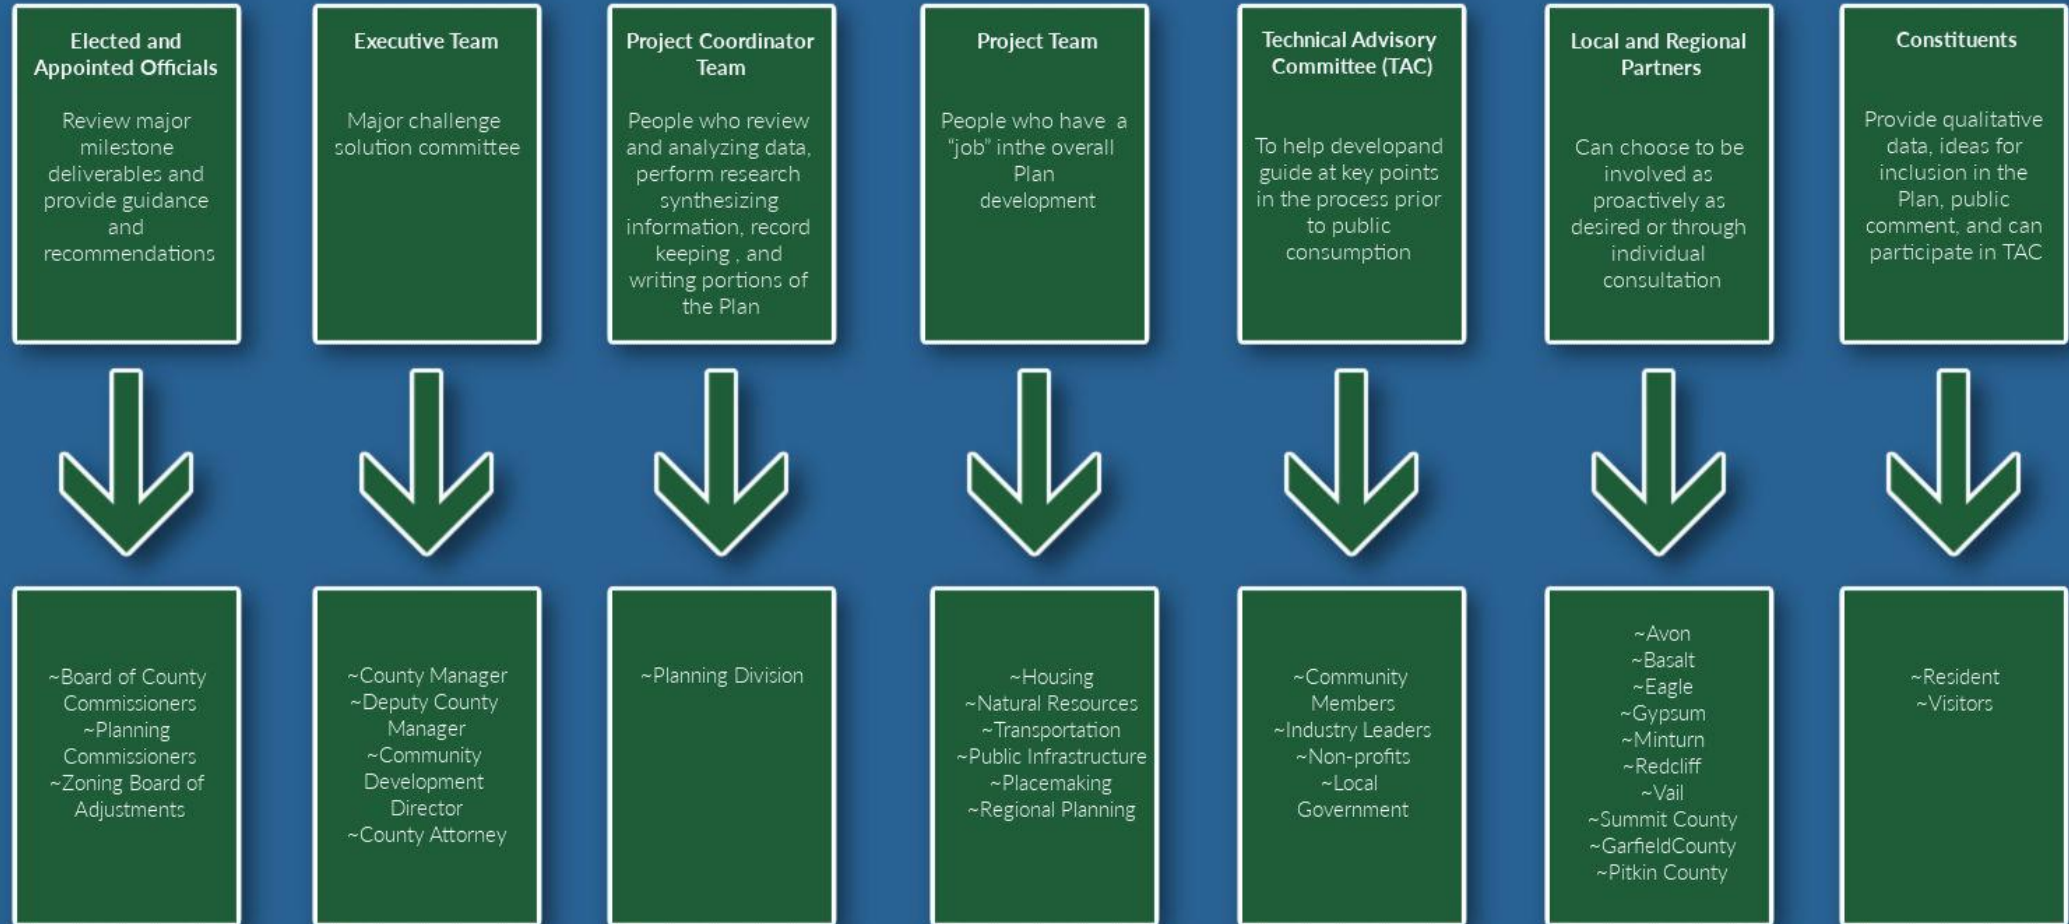 Elected and
Appointed Officials
Review major
milestone
deliverables and
provide guidance
and
recommendations
Executive Team
Major challenge
solution committee
Project Coordinator
Team
People who review
and analyzing data,
perform research
synthesizing
information, record
keeping , and
writing portions of
the Plan
Project Team
People who have a
"job" inthe overall
Plan
development
Technical Advisory
Committee (TAC)
To help developand
guide at key points
in the process prior
to public
consumption
Local and Regional
Partners
Can choose to be
involved as
proactively as
desired or through
individual
consultation
Constituents
Provide qualitative
data, ideas for
inclusion in the
Plan, public
comment, and can
participate in TAC
~Board of County
Commissioners
~Planning
Commissioners
~Zoning Board of
Adjustments
~County Manager
~Deputy County
Manager
~Community
Development
Director
~County Attorney
~Planning Division
~Housing
~Natural Resources
~Transportation
~Public Infrastructure
~Placemaking
~Regional Planning
~Community
Members
~Industry Leaders
~Non-profits
~Local
Government
~Avon
~Basalt
~Eagle
~Gypsum
~Minturn
~Redcliff
~Vail
~Summit County
~GarfieldCounty
~Pitkin County
~Resident
~Visitors